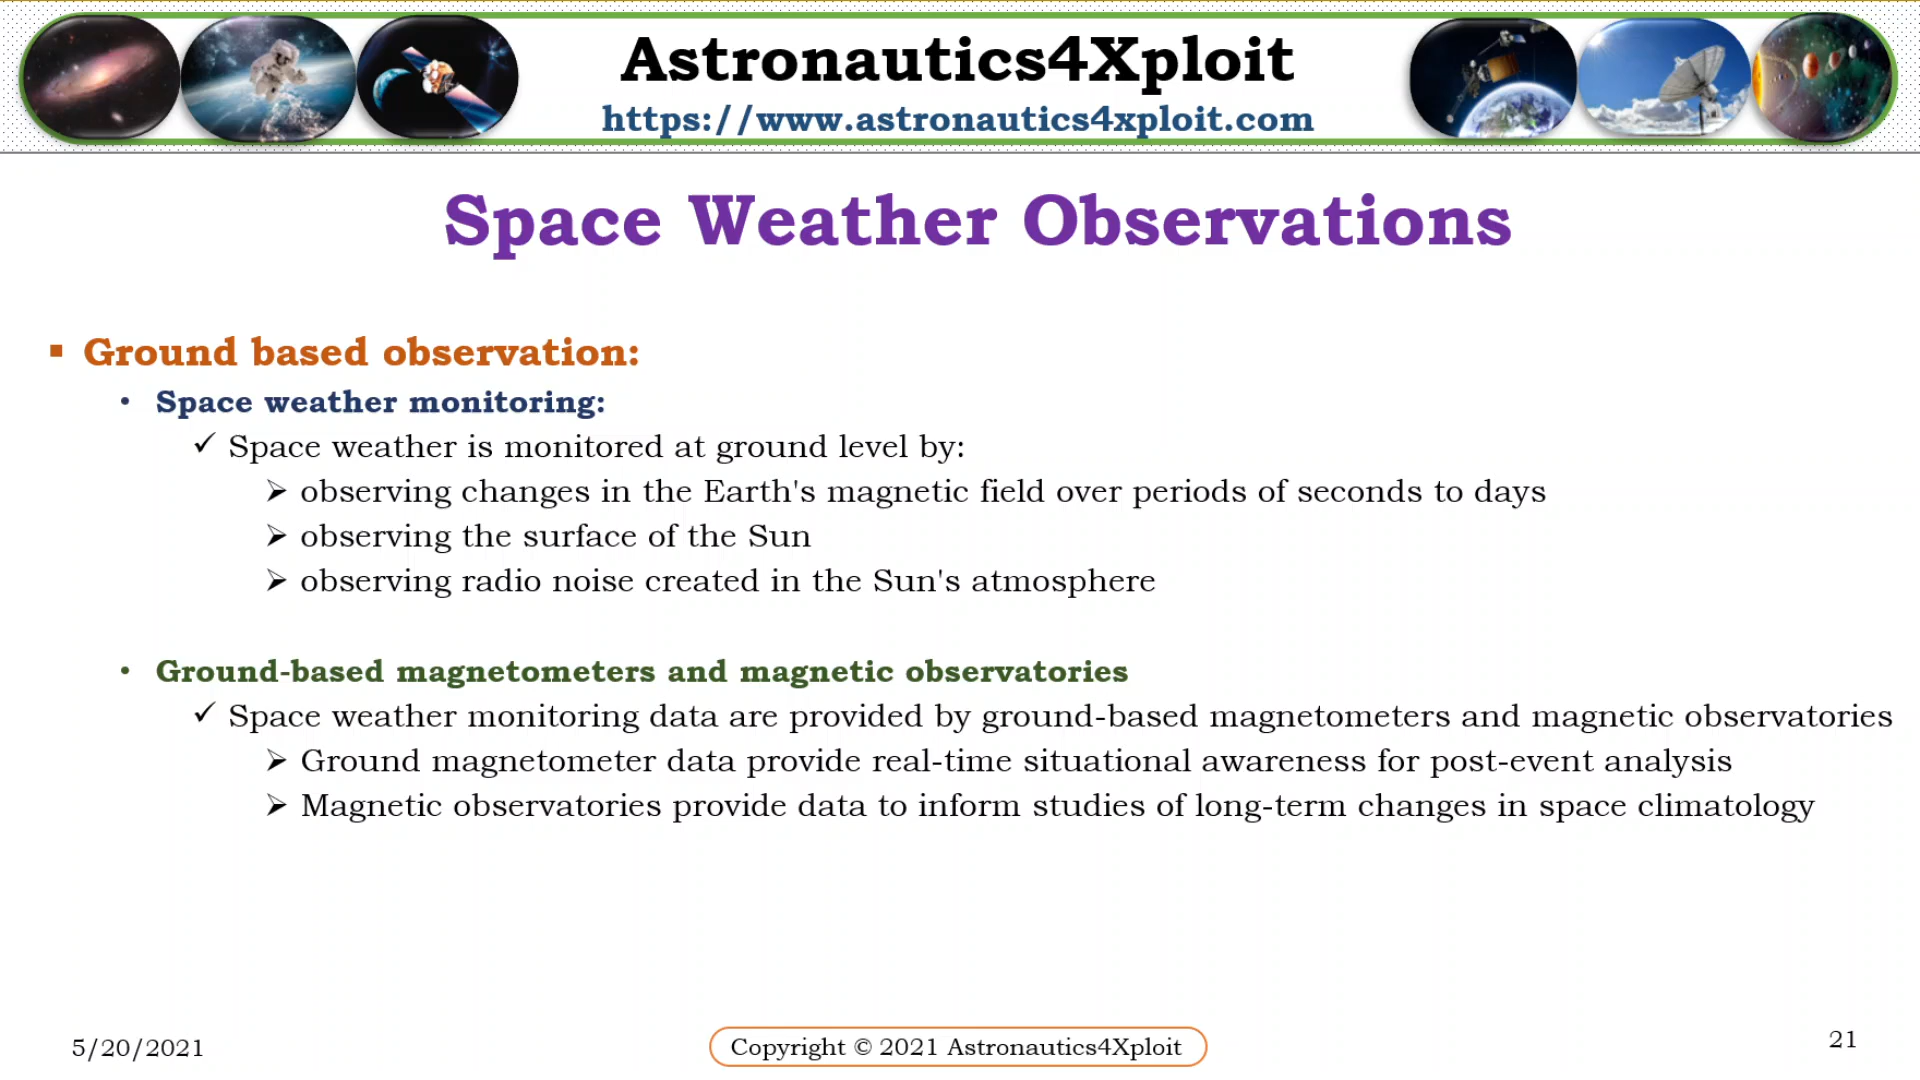 Astronautics4Xploit
https://www.astronautics4xploit.com
Space Weather Observations
▪ Ground based observation:
• Space weather monitoring:
✓ Space weather is monitored at ground level by:
➢ observing changes in the Earth's magnetic field over periods of seconds to days
➢ observing the surface of the Sun
➢ observing radio noise created in the Sun's atmosphere
• Ground-based magnetometers and magnetic observatories
✓ Space weather monitoring data are provided by ground-based magnetometers and magnetic observatories
➢ Ground magnetometer data provide real-time situational awareness for post-event analysis
➢ Magnetic observatories provide data to inform studies of long-term changes in space climatology
5/20/2021
Copyright © 2021 Astronautics4Xploit
21